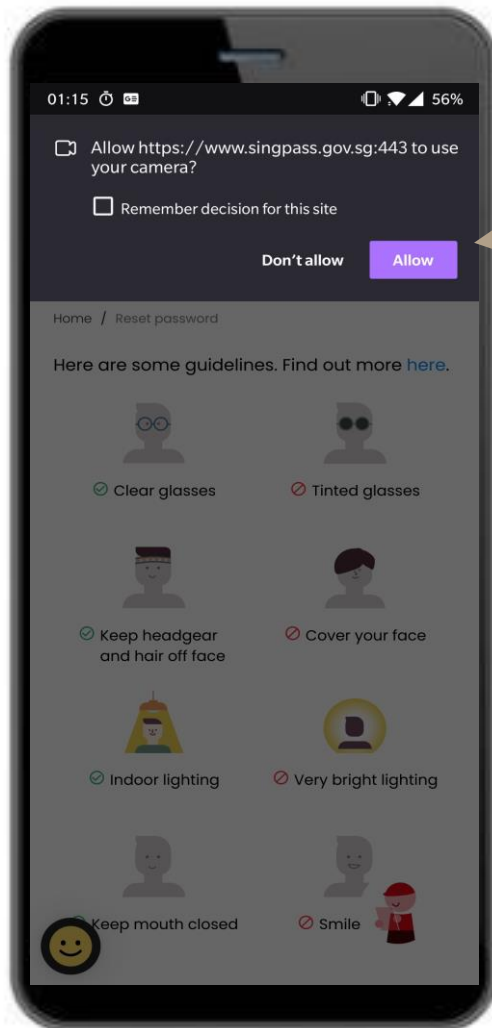 01:15 56%
Allow https://www.singpass.gov.sg:443 to use
your camera?
Remember decision for this site
Don't allow Allow
Home / Reset password
Here are some guidelines. Find out more here.
Clear glasses
Tinted glasses
Keep headgear
and hair off face
Cover your face
Indoor lighting
Very bright lighting
Keep mouth closed
Smile